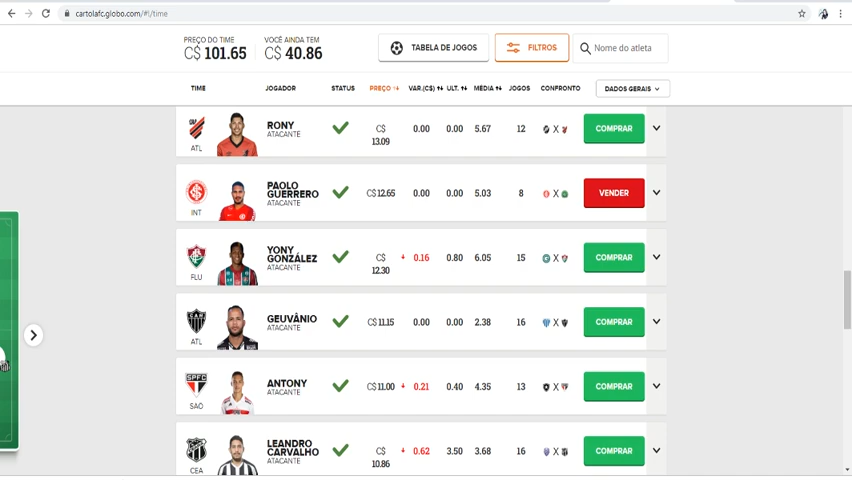 cartolafc.globo.com/#!/time
PREÇO DO TIME
C$ 101.65
VOCÊ AINDA TEM
C$ 40.86
TABELA DE JOGOS
FILTROS
Nome do atleta
TIME JOGADOR STATUS PREÇO VAR.(C$) ULT. MÉDIA JOGOS CONFRONTO DADOS GERAIS
ATL
RONY
ATACANTE
C$
13.09
0.00 0.00 5.67 12 X COMPRAR
INT
PAOLO
GUERRERO
ATACANTE
C$ 12.65 0.00 0.00 5.03 8 X VENDER
FLU
YONY
GONZÁLEZ
ATACANTE
C$
12.30
0.16 0.80 6.05 15 X COMPRAR
ATL
GEUVÂNIO
ATACANTE
C$ 11.15 0.00 0.00 2.38 16 X COMPRAR
SPFC
SAO
ANTONY
ATACANTE
C$ 11.00 0.21 0.40 4.35 13 X COMPRAR
CEA
LEANDRO
CARVALHO
ATACANTE
C$
10.86
0.62 3.50 3.68 16 X COMPRAR